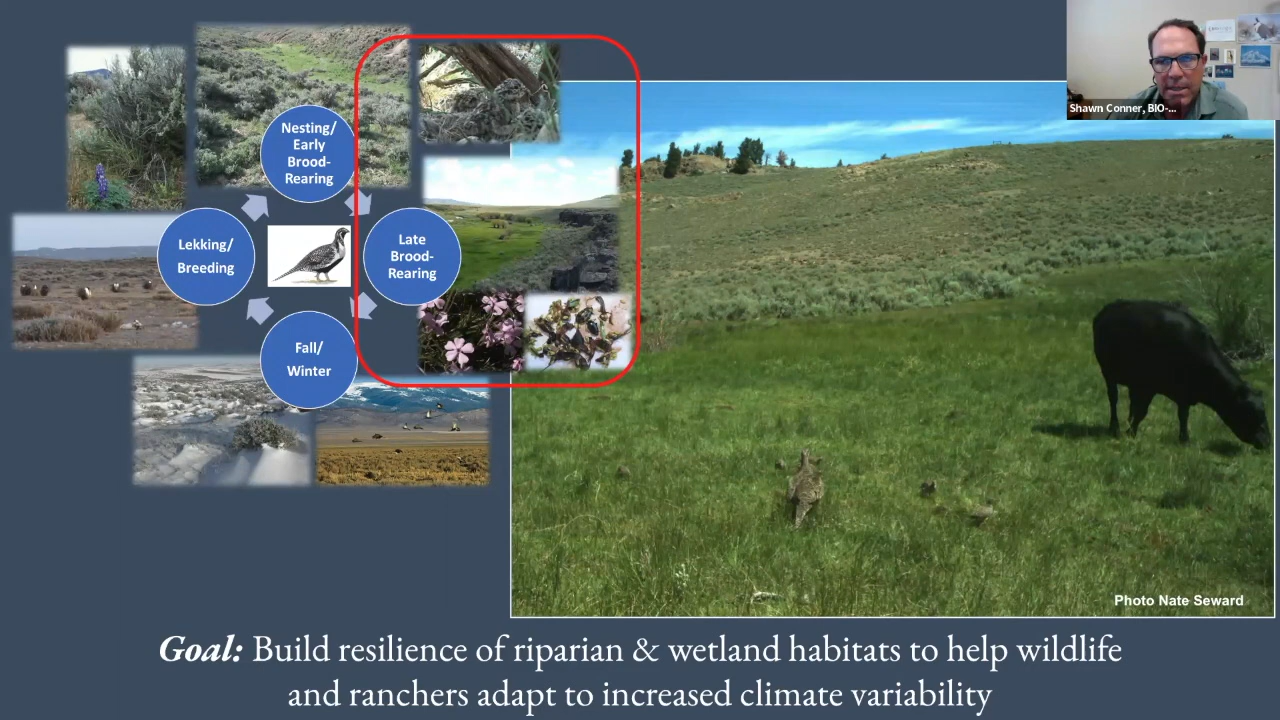 Nesting/
Early
Brood-
Rearing
Lekking/
Breeding
Late
Brood-
Rearing
Fall/
Winter
Shawn Conner, BIO-...
Photo Nate Seward
Goal: Build resilience of riparian & wetland habitats to help wildlife
and ranchers adapt to increased climate variability